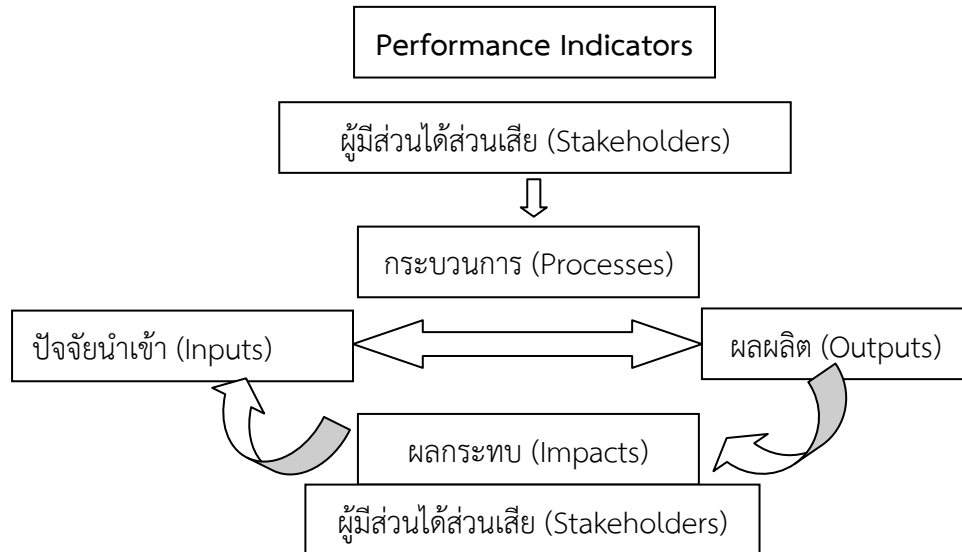 Performance Indicators
ผู้มีส่วนได้ส่วนเสีย (Stakeholders)
กระบวนการ (Processes)
ปัจจัยนำเข้า (Inputs)
ผลผลิต (Outputs)
ผลกระทบ (Impacts)
ผู้มีส่วนได้ส่วนเสีย (Stakeholders)